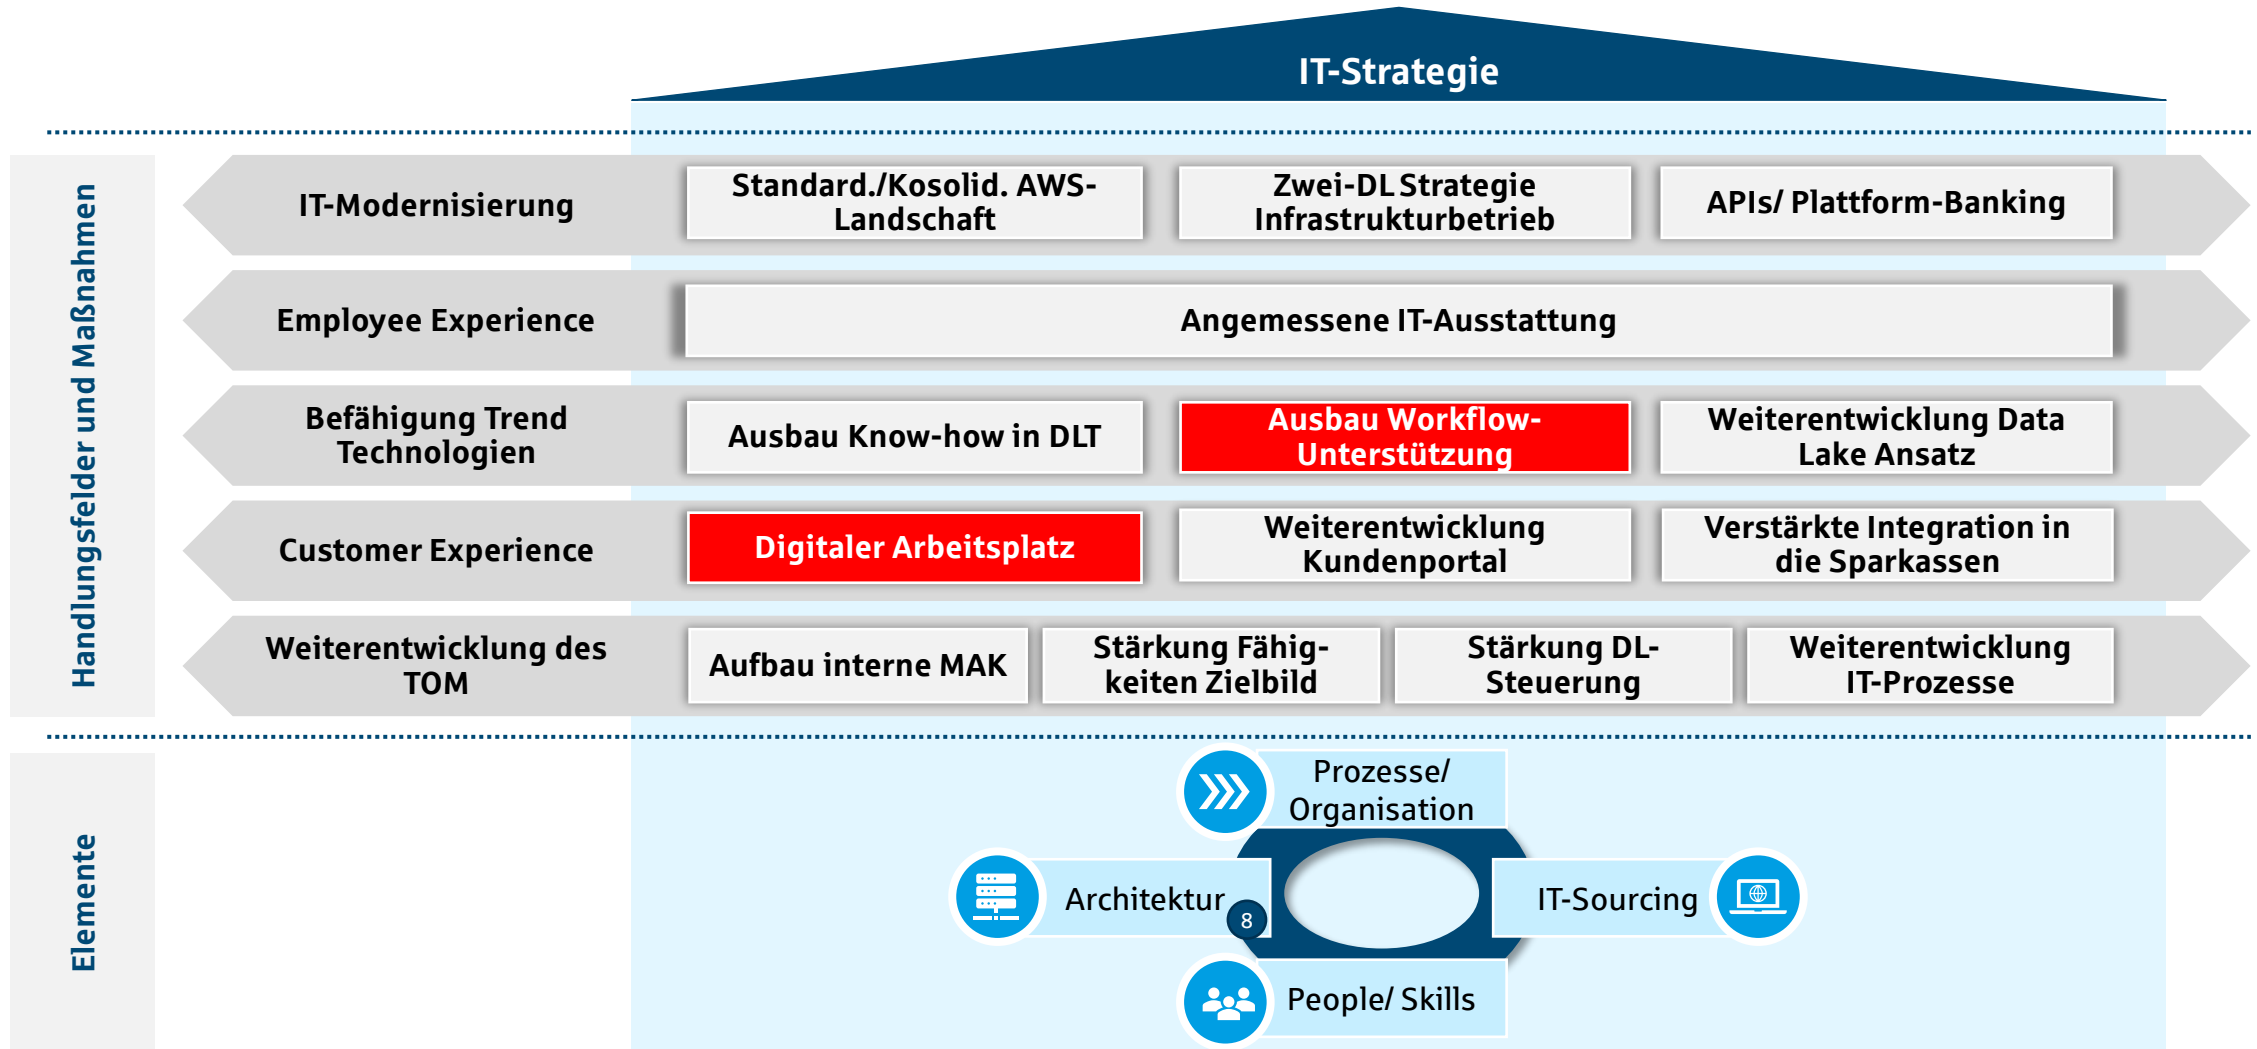 IT-Strategie
Handlungsfelder und Maßnahmen
IT-Modernisierung
Standard./Kosolid. AWS-
Landschaft
Zwei-DL Strategie
Infrastrukturbetrieb
APIs/ Plattform-Banking
Employee Experience
Angemessene IT-Ausstattung
Befähigung Trend
Technologien
Ausbau Know-how in DLT
Ausbau Workflow-
Unterstützung
Weiterentwicklung Data
Lake Ansatz
Customer Experience
Digitaler Arbeitsplatz
Weiterentwicklung
Kundenportal
Verstärkte Integration in
die Sparkassen
Weiterentwicklung des
TOM
Aufbau interne MAK
Stärkung Fähig-
keiten Zielbild
Stärkung DL-
Steuerung
Weiterentwicklung
IT-Prozesse
Elemente
Prozesse/
Organisation
Architektur
8
IT-Sourcing
People/ Skills